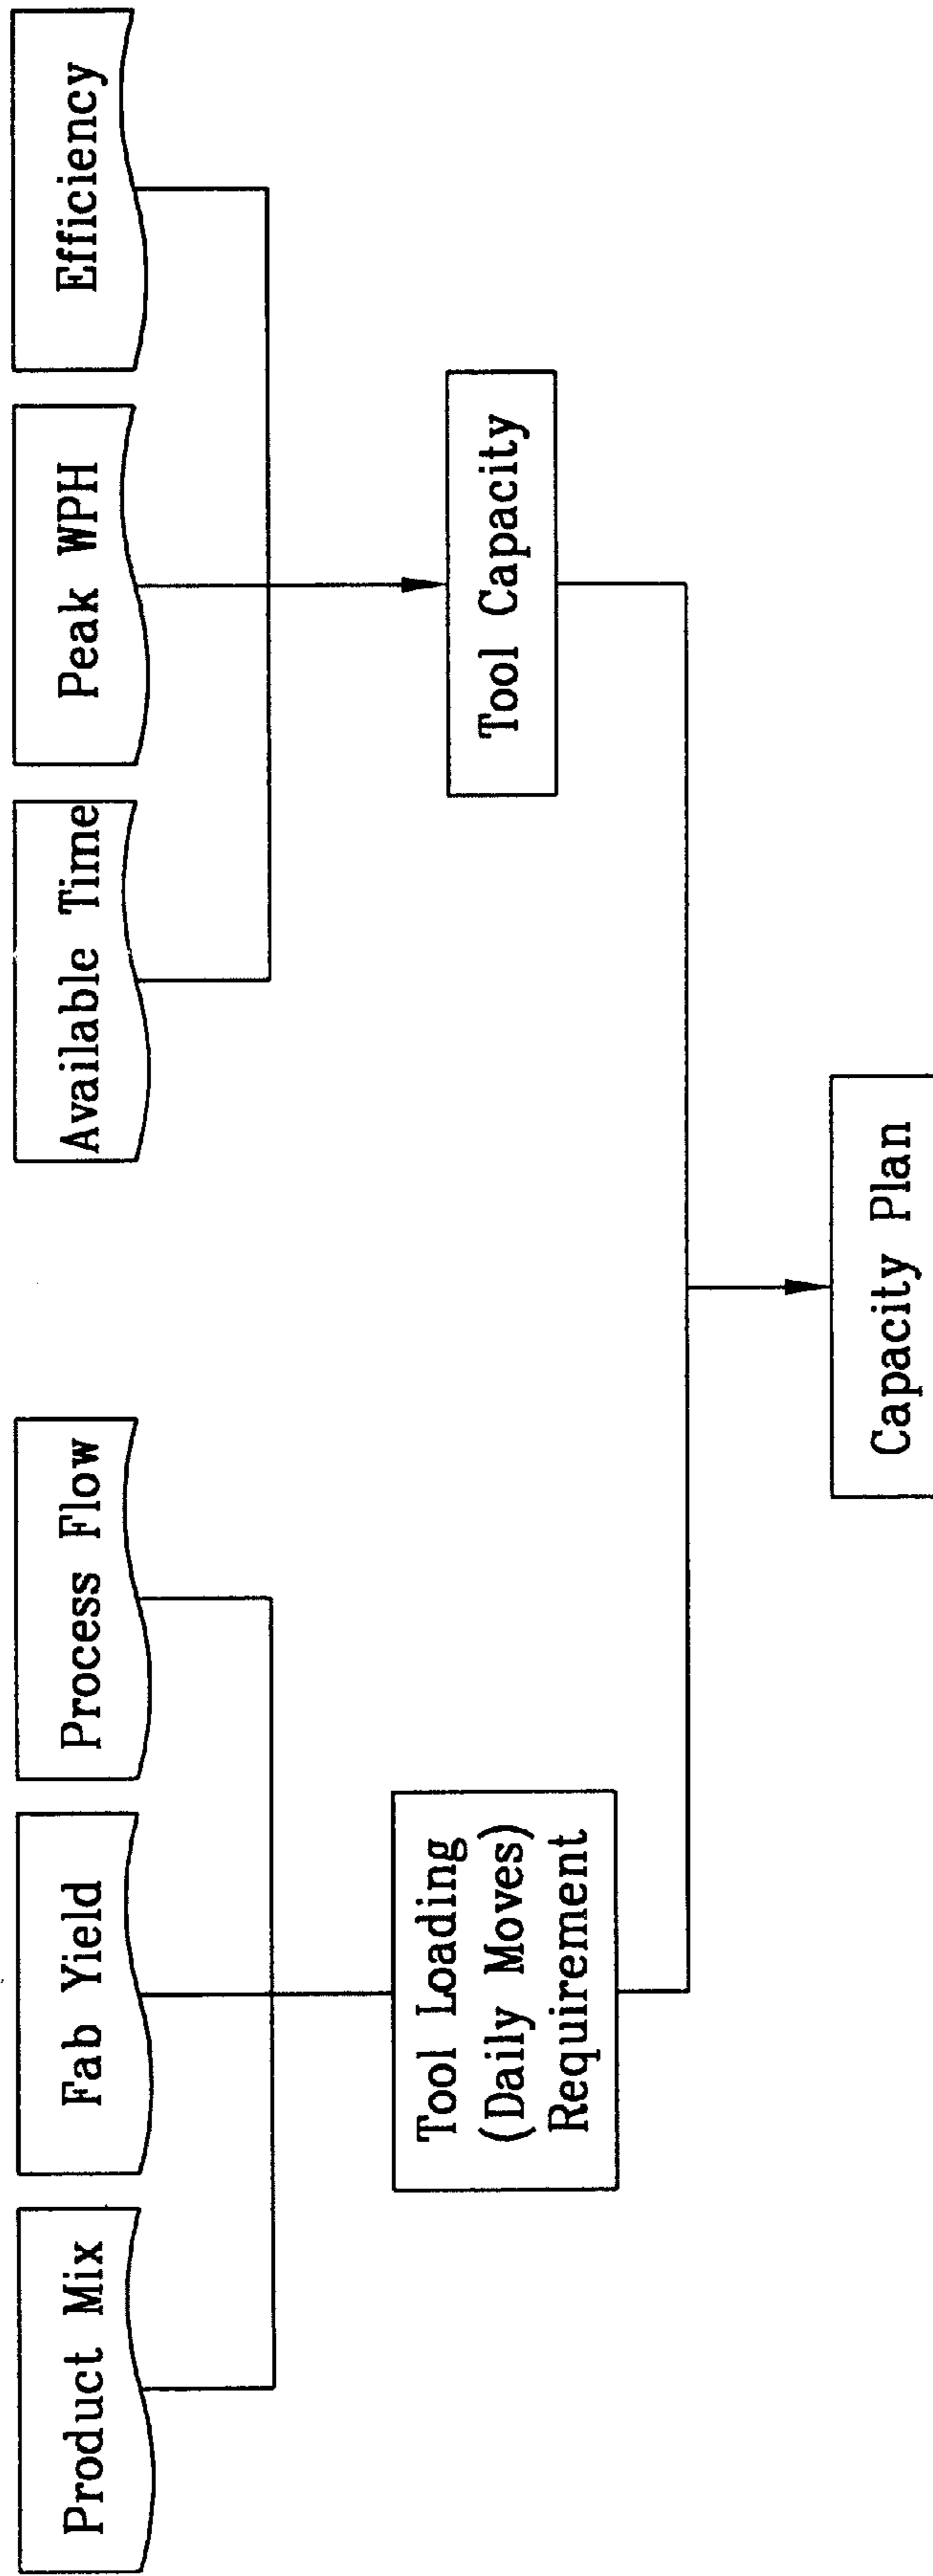 Product Mix
Fab Yield
Process Flow
Available Time
Peak WPH
Efficiency
Tool Loading
(Daily Moves)
Requirement
Tool Capacity
Capacity Plan